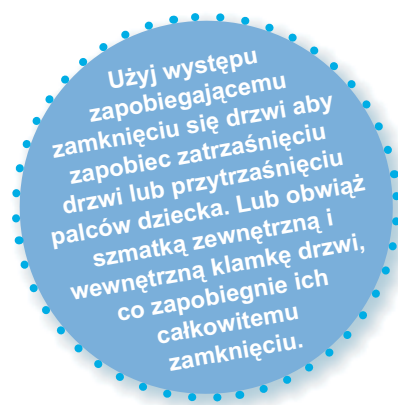 Użyj występu
zapobiegającemu
zamknięciu się drzwi aby
zapobiec zatrzaśnięciu
drzwi lub przytrzaśnięciu
palców dziecka. Lub obwiąż
szmatką zewnętrzną i
wewnętrzną klamkę drzwi,
co zapobiegnie ich
całkowitemu
zamknięciu.